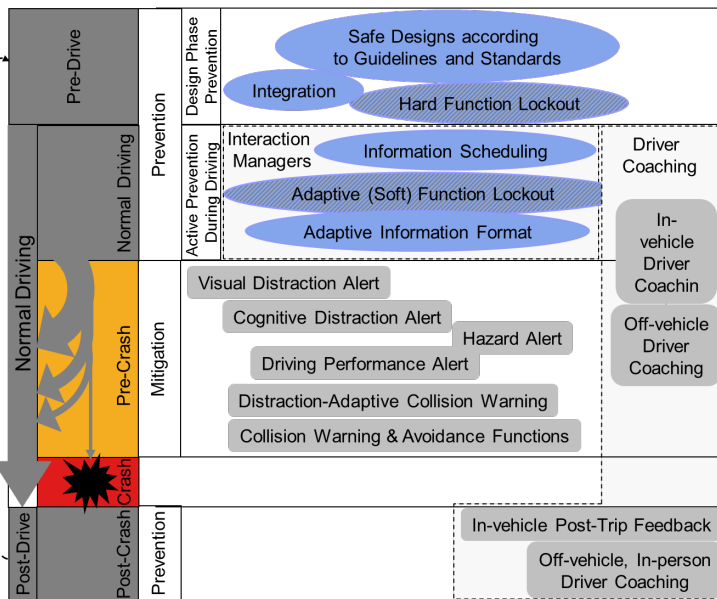 Pre-Drive
Prevention
Design Phase
Prevention
Safe Designs according
to Guidelines and Standards
Integration
Hard Function Lockout
Normal Driving
Normal Driving
Active Prevention
During Driving
Interaction
Managers
Information Scheduling
Adaptive (Soft) Function Lockout
Adaptive Information Format
Driver
Coaching
In-
vehicle
Driver
Coachin
Off-vehicle
Driver
Coaching
Pre-Crash
Mitigation
Visual Distraction Alert
Cognitive Distraction Alert
Hazard Alert
Driving Performance Alert
Distraction-Adaptive Collision Warning
Collision Warning & Avoidance Functions
Crash
Post-Drive
Post-Crash
Prevention
In-vehicle Post-Trip Feedback
Off-vehicle, In-person
Driver Coaching